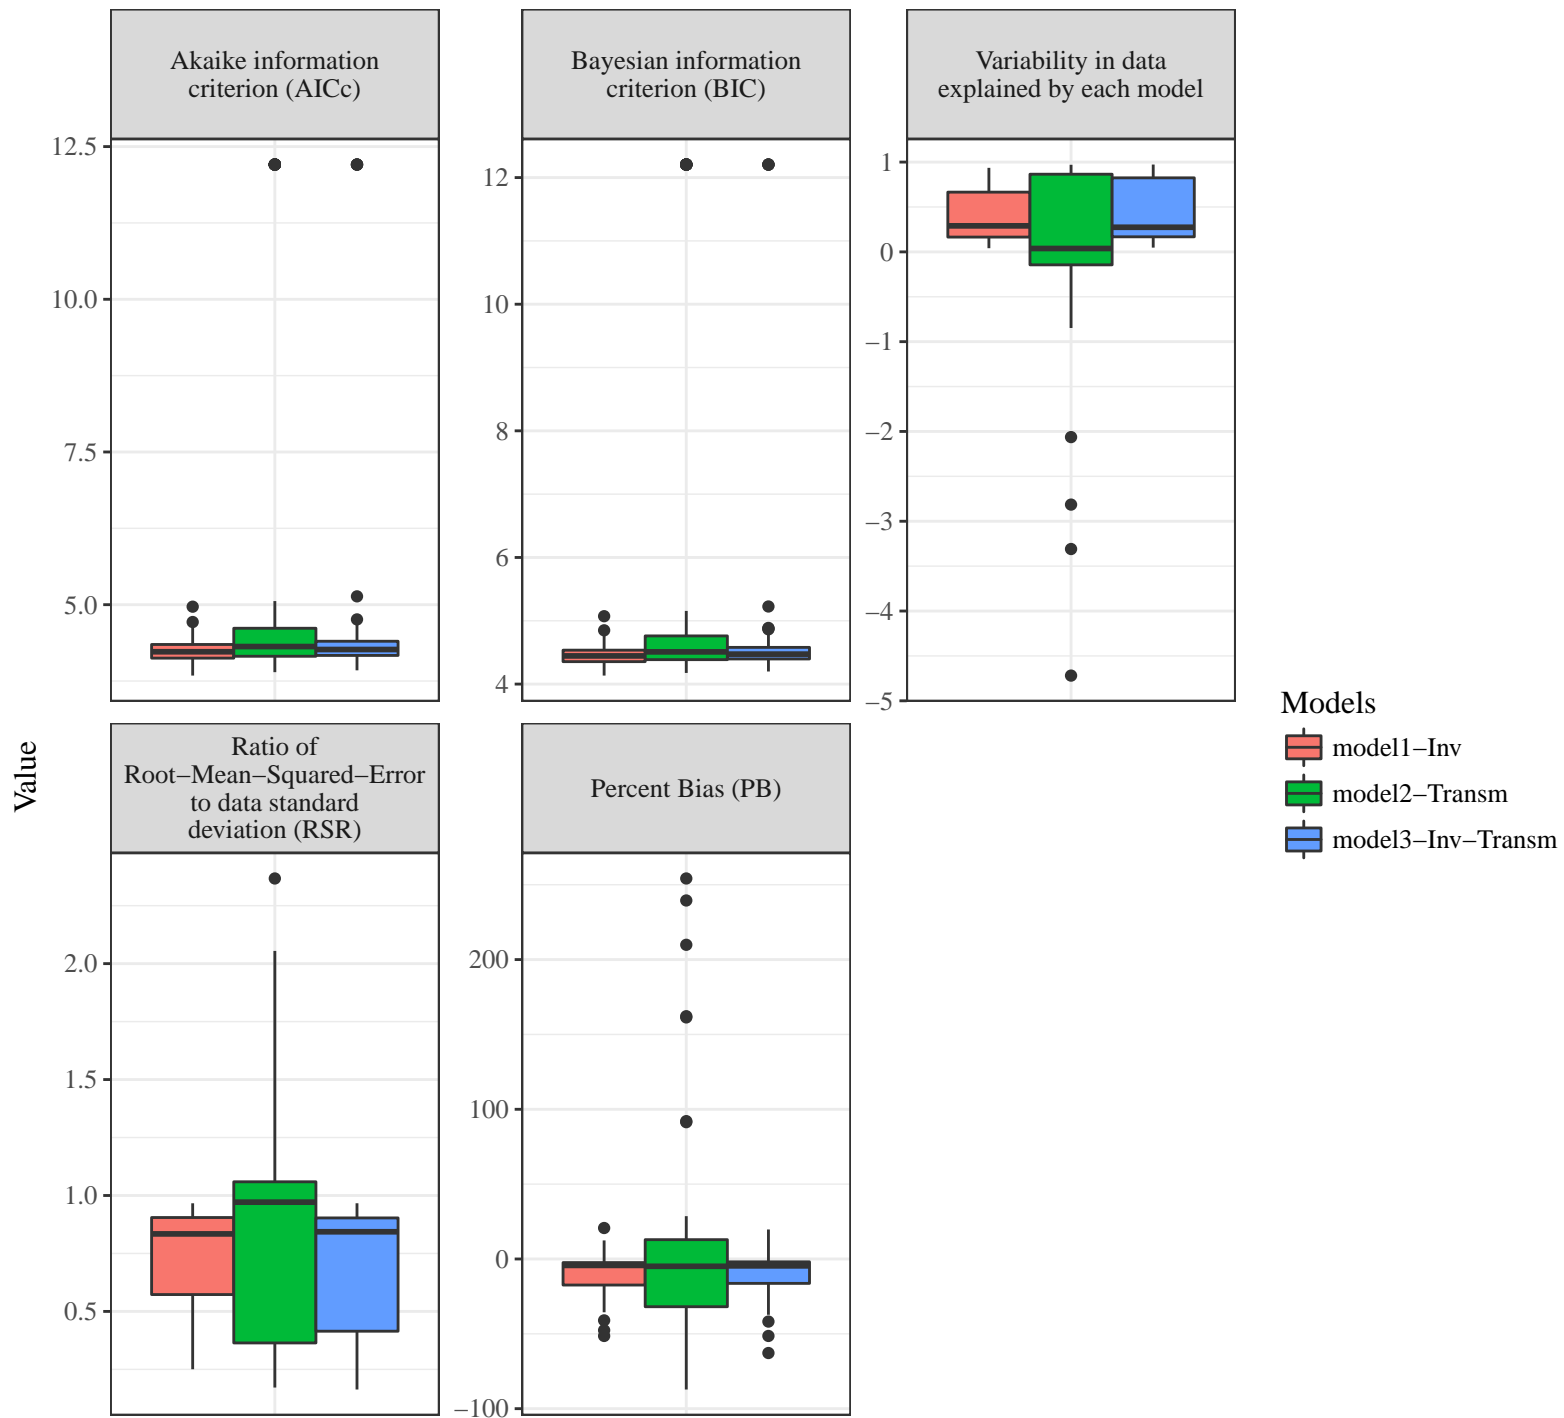 Akaike information
criterion (AICc)
Bayesian information
criterion (BIC)
Variability in data
explained by each model
12.5
10.0
7.5
5.0
12
10
8
6
4
1
0
−1
−2
−3
−4
−5
Value
Ratio of
Root−Mean−Squared−Error
to data standard
deviation (RSR)
Percent Bias (PB)
2.0
1.5
1.0
0.5
200
100
0
−100
Models
model1−Inv
model2−Transm
model3−Inv−Transm